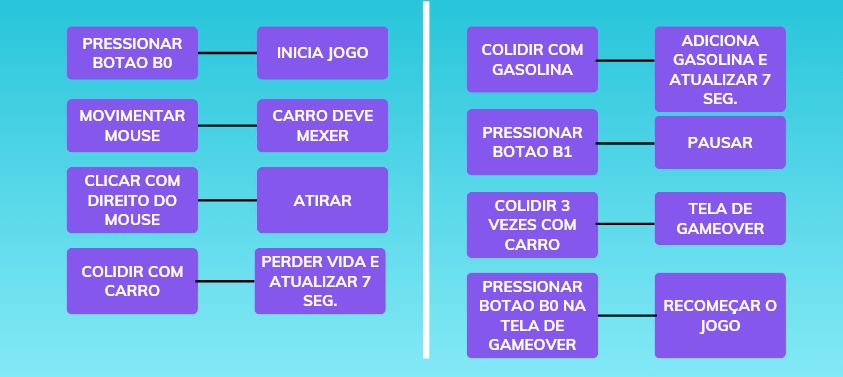 PRESSIONAR
BOTAO B0
INICIA JOGO
MOVIMENTAR
MOUSE
CARRO DEVE
MEXER
CLICAR COM
DIREITO DO
MOUSE
ATIRAR
COLIDIR COM
CARRO
PERDER VIDA E
ATUALIZAR 7
SEG.
COLIDIR COM
GASOLINA
ADICIONA
GASOLINA E
ATUALIZAR 7
SEG.
PRESSIONAR
BOTAO B1
PAUSAR
COLIDIR 3
VEZES COM
CARRO
TELA DE
GAMEOVER
PRESSIONAR
BOTAO B0 NA
TELA DE
GAMEOVER
RECOMEÇAR O
JOGO